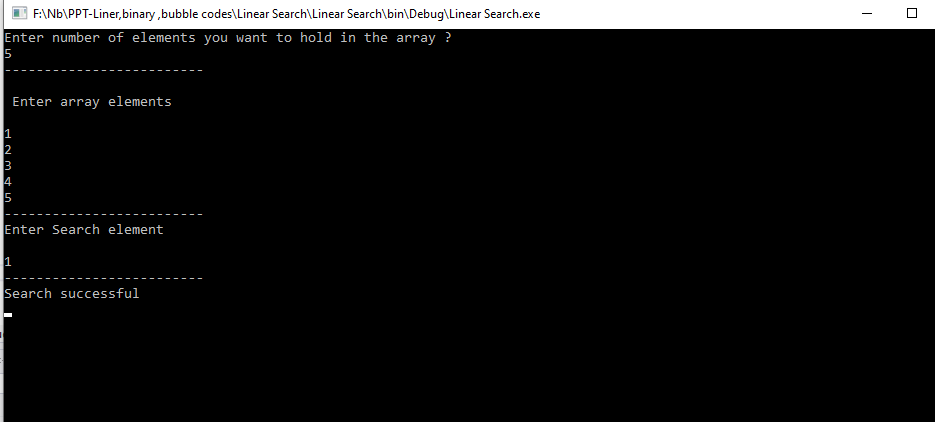 F:\Nb\PPT-Liner,binary ,bubble codes\Linear Search\Linear Search\bin\Debug\Linear Search.exe
Enter number of elements you want to hold in the array ?
5
-------------------------
Enter array elements
1
2
3
4
5
-------------------------
Enter Search element
1
-------------------------
Search successful